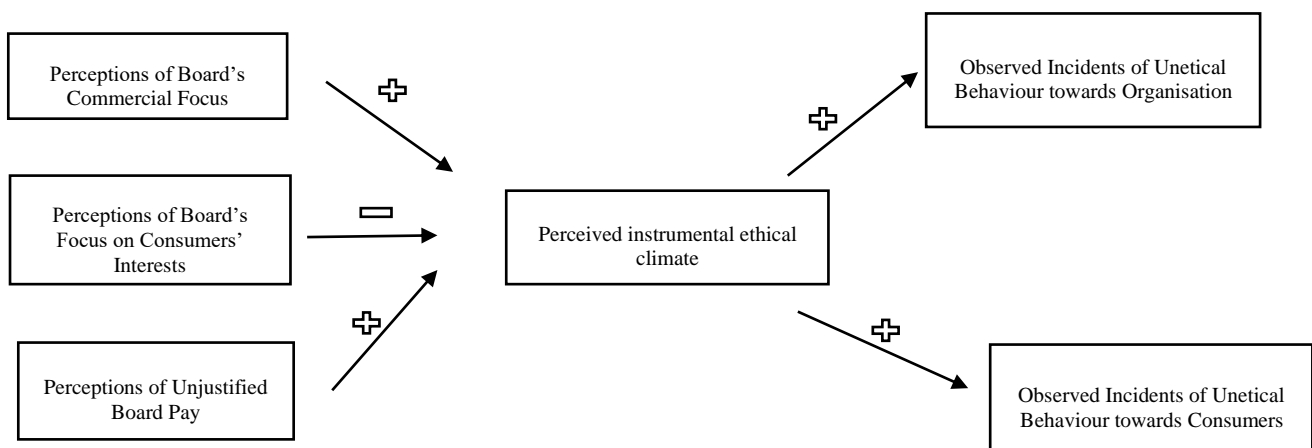 Perceptions of Board's
Commercial Focus
Perceptions of Board's
Focus on Consumers'
Interests
Perceptions of Unjustified
Board Pay
Perceived instrumental ethical
climate
Observed Incidents of Unetical
Behaviour towards Organisation
Observed Incidents of Unetical
Behaviour towards Consumers